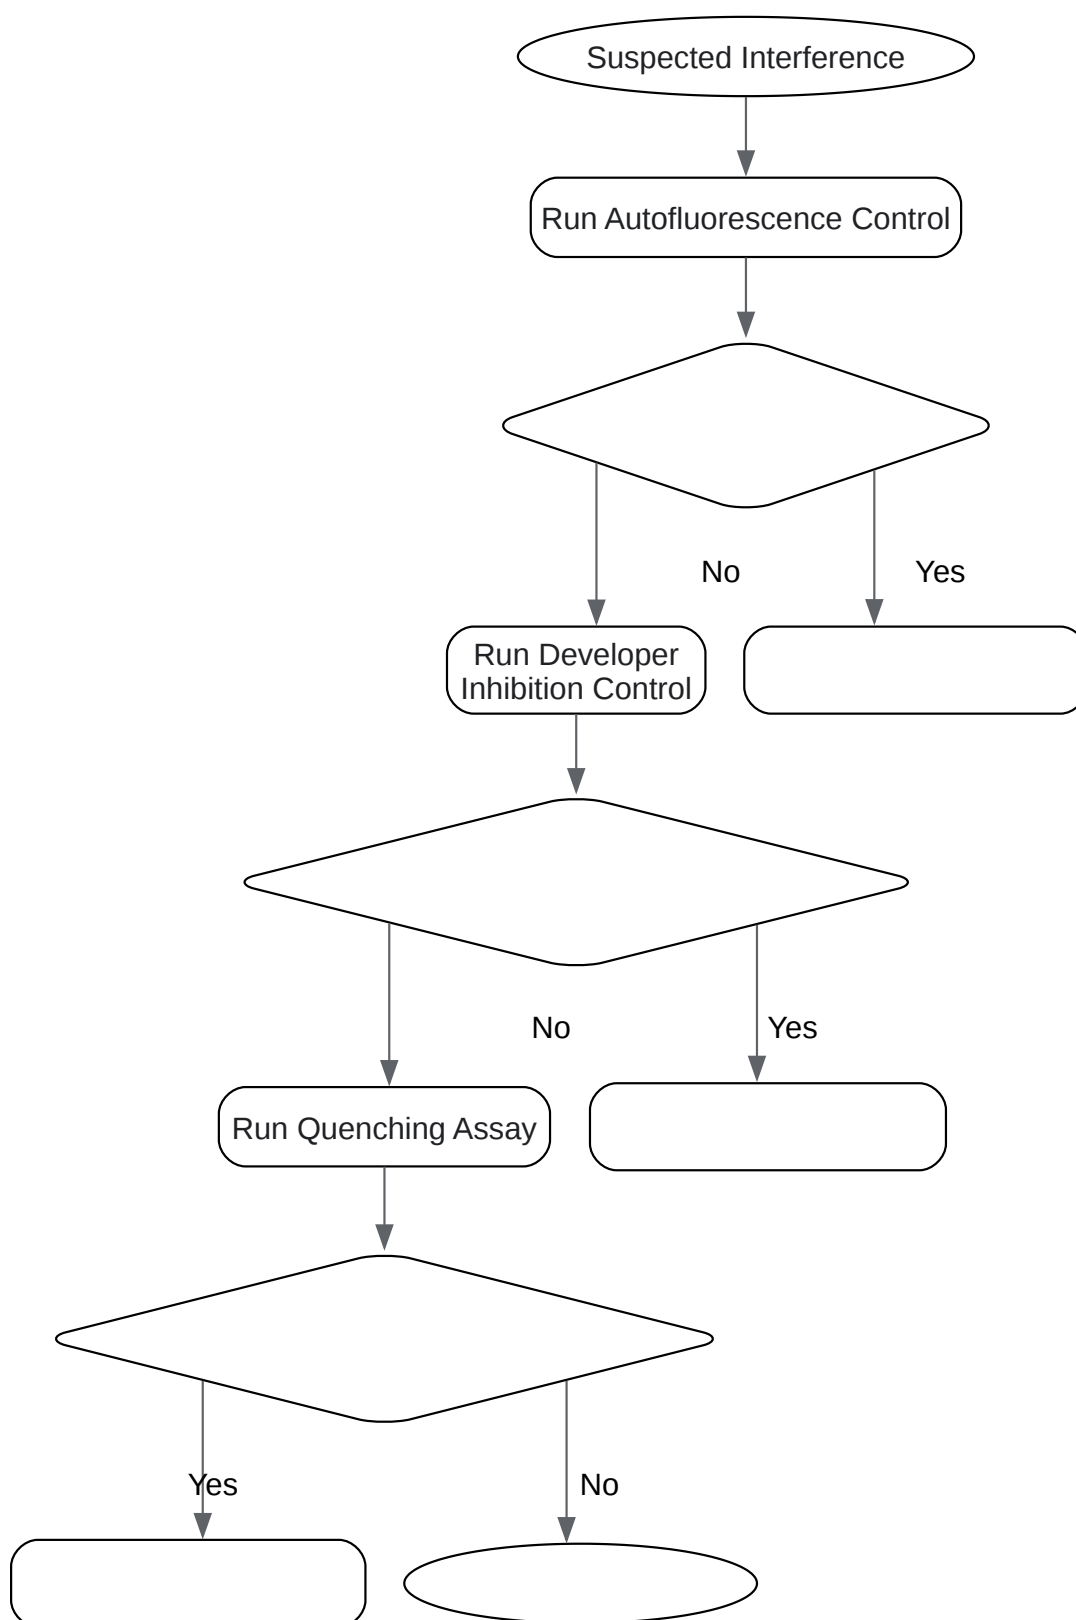 Suspected Interference
Run Autofluorescence Control
No
Yes
Run Developer
Inhibition Control
No
Yes
Run Quenching Assay
Yes
No